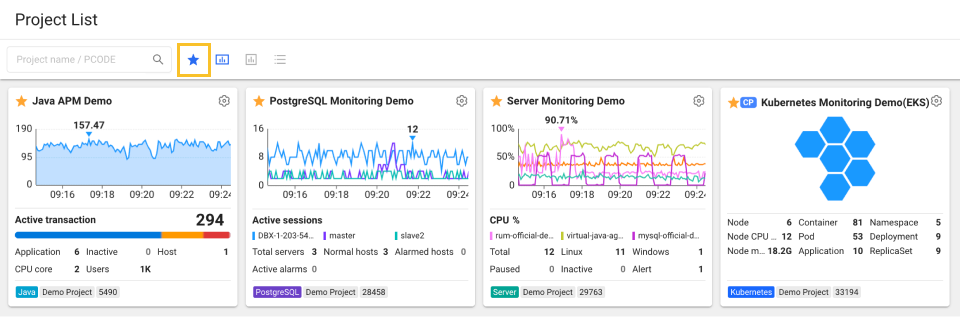 Project List
Project name / PCODE
Java APM Demo
190
157.47
95
0
09:16 09:18 09:20 09:22 09:24
Active transaction 294
Application 6 Inactive 0 Host 1
CPU core 2 Users 1K
Java Demo Project 5490
PostgreSQL Monitoring Demo
16
12
8
0
09:16 09:18 09:20 09:22 09:24
Active sessions
DBX-1-203-54... master slave2
Total servers 3 Normal hosts 3 Alarmed hosts 0
Active alarms 0
PostgreSQL Demo Project 28458
Server Monitoring Demo
90.71%
100%
50%
0
09:16 09:18 09:20 09:22 09:24
CPU %
rum-official-de... virtual-java-ag... mysql-official-d...
Total 12 Linux 11 Windows 1
Paused 0 Inactive 0 Alert 1
Server Demo Project 29763
CP Kubernetes Monitoring Demo(EKS)
Node 6 Container 81 Namespace 5
Node CPU ... 12 Pod 53 Deployment 9
Node m... 18.2G Application 10 ReplicaSet 9
Kubernetes Demo Project 33194